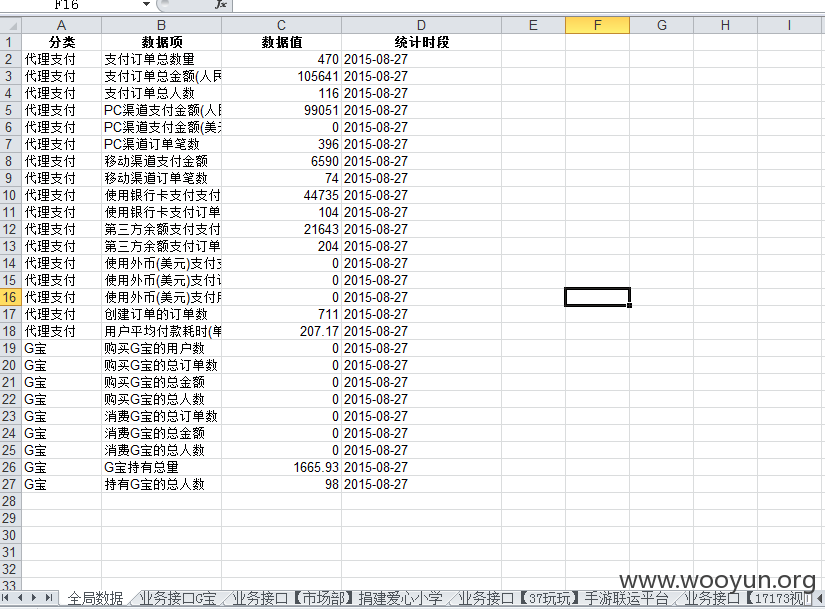 F16 fx
A B C D E F G H I
1 分类 数据项 数据值 统计时段
2 代理支付 支付订单总数量 470 2015-08-27
3 代理支付 支付订单总金额(人民 105641 2015-08-27
4 代理支付 支付订单总人数 116 2015-08-27
5 代理支付 PC渠道支付金额(人民 99051 2015-08-27
6 代理支付 PC渠道支付金额(美元 0 2015-08-27
7 代理支付 PC渠道订单笔数 396 2015-08-27
8 代理支付 移动渠道支付金额 6590 2015-08-27
9 代理支付 移动渠道订单笔数 74 2015-08-27
10 代理支付 使用银行卡支付支付 44735 2015-08-27
11 代理支付 使用银行卡支付订单 104 2015-08-27
12 代理支付 第三方余额支付支付 21643 2015-08-27
13 代理支付 第三方余额支付订单 204 2015-08-27
14 代理支付 使用外币(美元)支付 0 2015-08-27
15 代理支付 使用外币(美元)支付 0 2015-08-27
16 代理支付 使用外币(美元)支付 0 2015-08-27
17 代理支付 创建订单的订单数 711 2015-08-27
18 代理支付 用户平均付款耗时(单 207.17 2015-08-27
19 G宝 购买G宝的用户数 0 2015-08-27
20 G宝 购买G宝的总订单数 0 2015-08-27
21 G宝 购买G宝的总金额 0 2015-08-27
22 G宝 购买G宝的总人数 0 2015-08-27
23 G宝 消费G宝的总订单数 0 2015-08-27
24 G宝 消费G宝的总金额 0 2015-08-27
25 G宝 消费G宝的总人数 0 2015-08-27
26 G宝 G宝持有总量 1665.93 2015-08-27
27 G宝 持有G宝的总人数 98 2015-08-27
28
29
30
31
32
33
www.wooyun.org
全局数据 业务接口G宝 业务接口【市场部】捐建爱心小学 业务接口【37玩玩】手游联运平台 业务接口【17173视